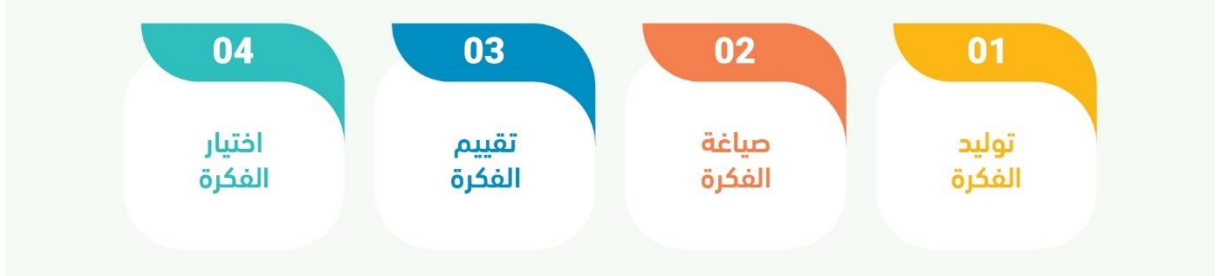 01
توليد
الفكرة
02
صياغة
الفكرة
03
تقييم
الفكرة
04
اختيار
الفكرة